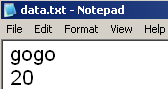 data.txt - Notepad
File Edit Format View Help
gogo
20